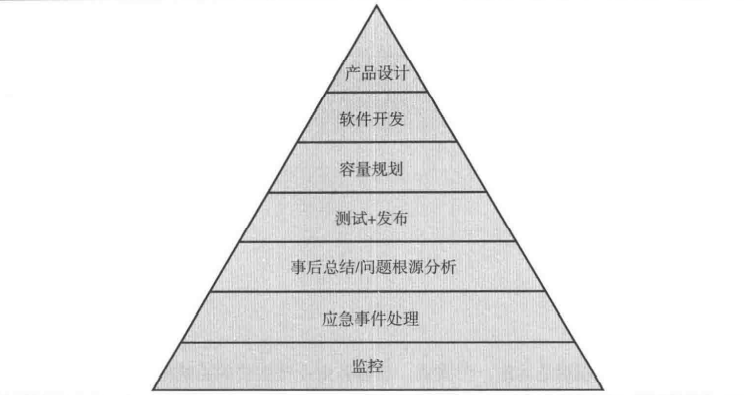 产品设计
软件开发
容量规划
测试+发布
事后总结/问题根源分析
应急事件处理
监控